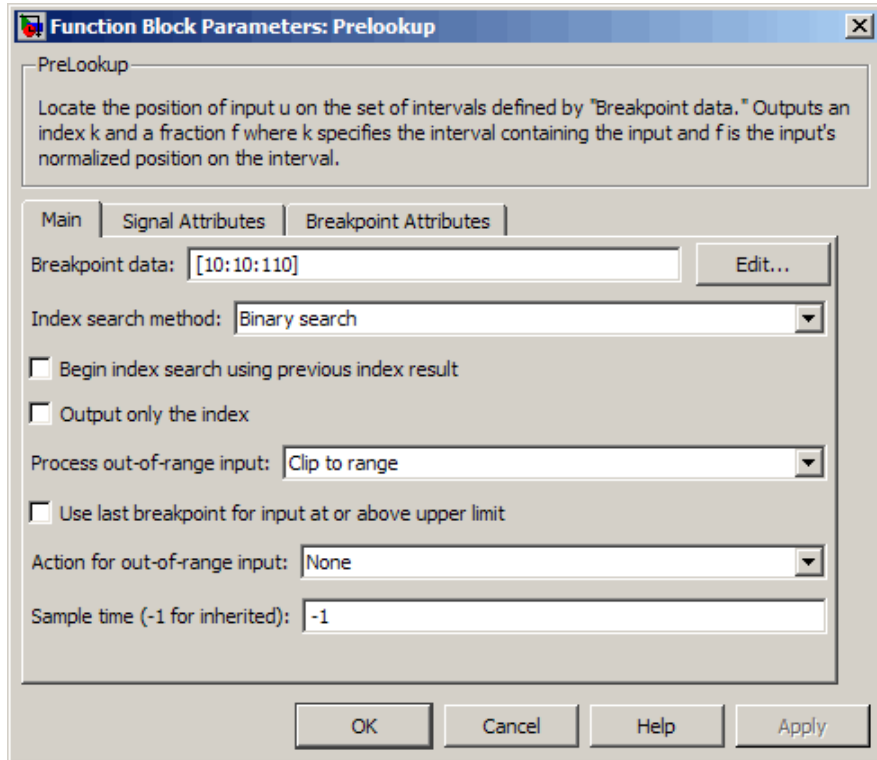 Function Block Parameters: Prelookup
PreLookup
Locate the position of input u on the set of intervals defined by "Breakpoint data." Outputs an
index k and a fraction f where k specifies the interval containing the input and f is the input's
normalized position on the interval.
Main Signal Attributes Breakpoint Attributes
Breakpoint data: [10:10:110] Edit...
Index search method: Binary search
Begin index search using previous index result
Output only the index
Process out-of-range input: Clip to range
Use last breakpoint for input at or above upper limit
Action for out-of-range input: None
Sample time (-1 for inherited): -1
OK Cancel Help Apply